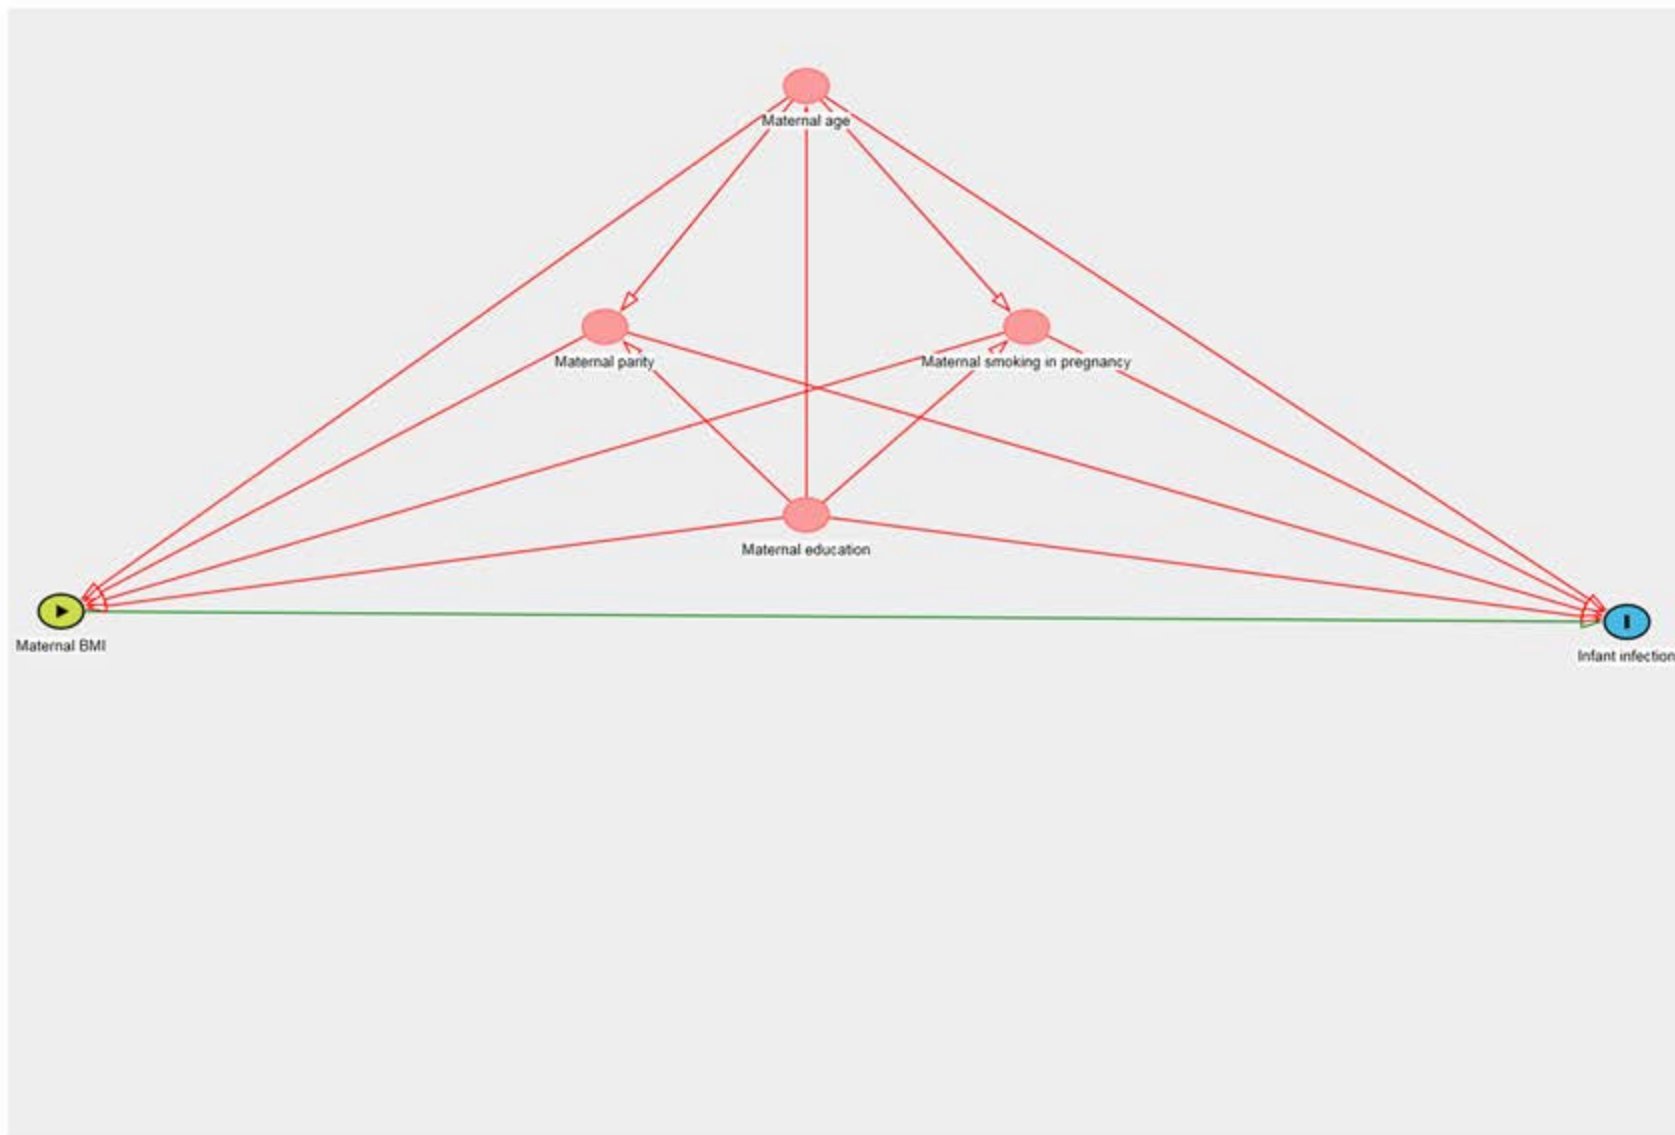 Maternal age
Maternal parity
Maternal smoking in pregnancy
Maternal education
Maternal BMI
Infant infection